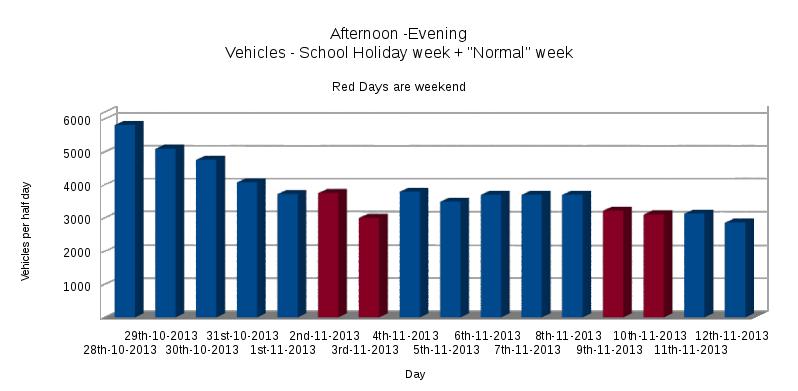 Afternoon -Evening
Vehicles - School Holiday week + "Normal" week
Red Days are weekend
6000
5000
4000
3000
2000
1000
Vehicles per half day
29th-10-2013 31st-10-2013 2nd-11-2013 4th-11-2013 6th-11-2013 8th-11-2013 10th-11-2013 12th-11-2013
28th-10-2013 30th-10-2013 1st-11-2013 3rd-11-2013 5th-11-2013 7th-11-2013 9th-11-2013 11th-11-2013
Day